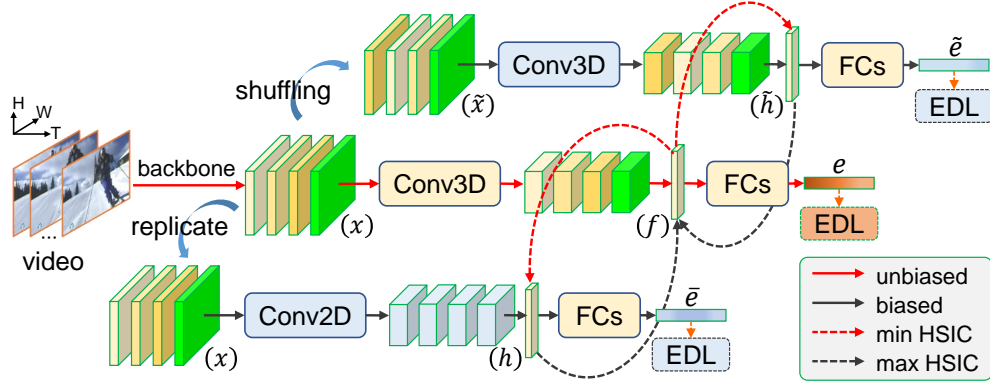 H
W
T
video
...
backbone
shuffling
replicate
(x̃)
Conv3D
(h̃)
FCs
ẽ
EDL
(x)
Conv3D
(f)
FCs
e
EDL
(x)
Conv2D
(h)
FCs
ē
EDL
unbiased
biased
min HSIC
max HSIC